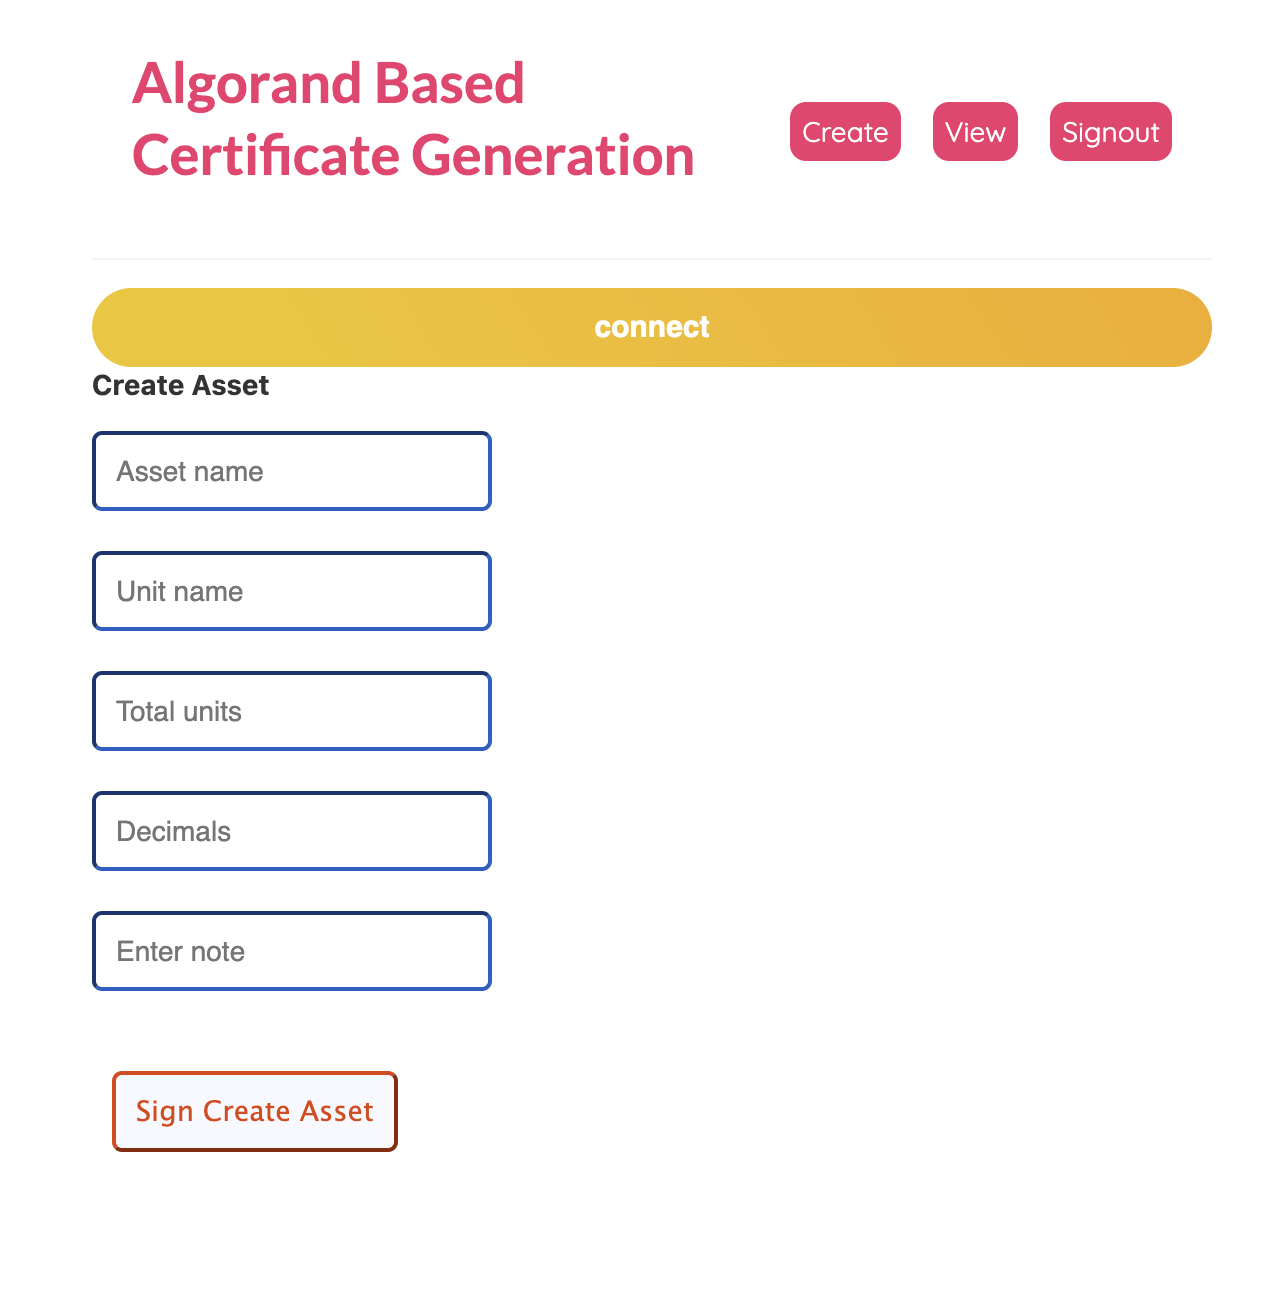 Algorand Based
Certificate Generation
Create
View
Signout
connect
Create Asset
Asset name
Unit name
Total units
Decimals
Enter note
Sign Create Asset